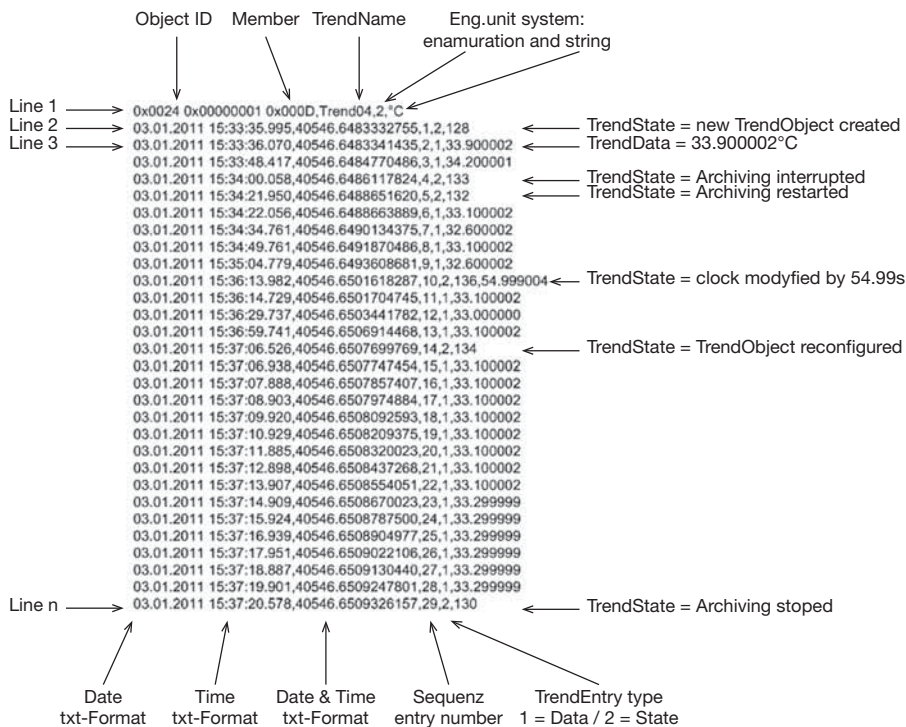 Object ID Member TrendName Eng.unit system:
enamuration and string
Line 1 0x0024 0x00000001 0x000D,Trend04,2,°C
Line 2 03.01.2011 15:33:35.995,40546.6483332755,1,2,128 TrendState = new TrendObject created
Line 3 03.01.2011 15:33:36.070,40546.6483341435,2,1,33.900002 TrendData = 33.900002°C
03.01.2011 15:33:48.417,40546.6484770486,3,1,34.200001
03.01.2011 15:34:00.058,40546.6486117824,4,2,133 TrendState = Archiving interrupted
03.01.2011 15:34:21.950,40546.6488651620,5,2,132 TrendState = Archiving restarted
03.01.2011 15:34:22.056,40546.6488663889,6,1,33.100002
03.01.2011 15:34:34.761,40546.6490134375,7,1,32.600002
03.01.2011 15:34:49.761,40546.6491870486,8,1,33.100002
03.01.2011 15:35:04.779,40546.6493608681,9,1,32.600002
03.01.2011 15:36:13.982,40546.6501618287,10,2,136,54.999004 TrendState = clock modyfied by 54.99s
03.01.2011 15:36:14.729,40546.6501704745,11,1,33.100002
03.01.2011 15:36:29.737,40546.6503441782,12,1,33.000000
03.01.2011 15:36:59.741,40546.6506914468,13,1,33.100002
03.01.2011 15:37:06.526,40546.6507699769,14,2,134 TrendState = TrendObject reconfigured
03.01.2011 15:37:06.938,40546.6507747454,15,1,33.100002
03.01.2011 15:37:07.888,40546.6507857407,16,1,33.100002
03.01.2011 15:37:08.903,40546.6507974884,17,1,33.100002
03.01.2011 15:37:09.920,40546.6508092593,18,1,33.100002
03.01.2011 15:37:10.929,40546.6508209375,19,1,33.100002
03.01.2011 15:37:11.885,40546.6508320023,20,1,33.100002
03.01.2011 15:37:12.898,40546.6508437268,21,1,33.100002
03.01.2011 15:37:13.907,40546.6508554051,22,1,33.100002
03.01.2011 15:37:14.909,40546.6508670023,23,1,33.299999
03.01.2011 15:37:15.924,40546.6508787500,24,1,33.299999
03.01.2011 15:37:16.939,40546.6508904977,25,1,33.299999
03.01.2011 15:37:17.951,40546.6509022106,26,1,33.299999
03.01.2011 15:37:18.887,40546.6509130440,27,1,33.299999
03.01.2011 15:37:19.901,40546.6509247801,28,1,33.299999
Line n 03.01.2011 15:37:20.578,40546.6509326157,29,2,130 TrendState = Archiving stoped
Date Time Date & Time Sequenz TrendEntry type
txt-Format txt-Format txt-Format entry number 1 = Data / 2 = State